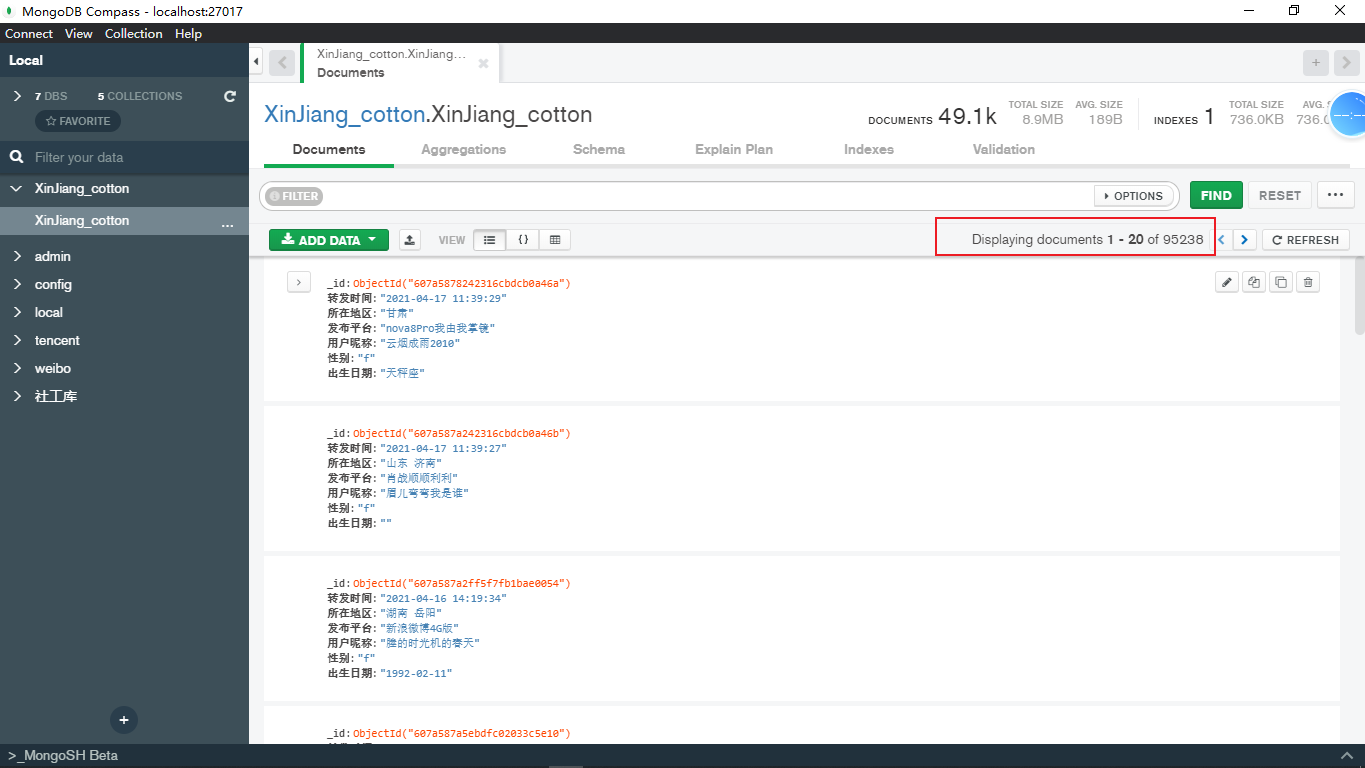 MongoDB Compass - localhost:27017
Connect View Collection Help
Local
7 DBS 5 COLLECTIONS
FAVORITE
Filter your data
XinJiang_cotton
XinJiang_cotton ...
admin
config
local
tencent
weibo
社工库
>_MongoSH Beta
XinJiang_cotton.XinJiang...
Documents
XinJiang_cotton.XinJiang_cotton
DOCUMENTS 49.1k TOTAL SIZE 8.9MB AVG. SIZE 189B
INDEXES 1 TOTAL SIZE 736.0KB AVG. 736.0
Documents Aggregations Schema Explain Plan Indexes Validation
FILTER OPTIONS FIND RESET ...
ADD DATA VIEW { } Displaying documents 1 - 20 of 95238 REFRESH
_id: ObjectId("607a5878242316cbdcb0a46a")
转发时间: "2021-04-17 11:39:29"
所在地区: "甘肃"
发布平台: "nova8Pro我由我掌镜"
用户昵称: "云烟成雨2010"
性别: "f"
出生日期: "天秤座"
_id: ObjectId("607a587a242316cbdcb0a46b")
转发时间: "2021-04-17 11:39:27"
所在地区: "山东 济南"
发布平台: "肖战顺顺利利"
用户昵称: "眉儿弯弯我是谁"
性别: "f"
出生日期: ""
_id: ObjectId("607a587a2ff5f7fb1bae0054")
转发时间: "2021-04-16 14:19:34"
所在地区: "湖南 岳阳"
发布平台: "新浪微博4G版"
用户昵称: "的时光机的春天"
性别: "f"
出生日期: "1992-02-11"
_id: ObjectId("607a587a5ebdfc02033c5e10")